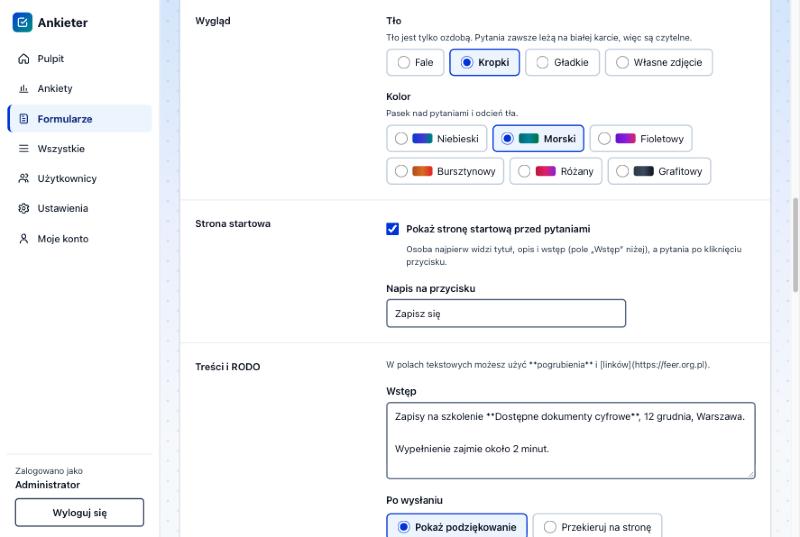 Ankieter
Pulpit
Ankiety
Formularze
Wszystkie
Użytkownicy
Ustawienia
Moje konto
Zalogowano jako
Administrator
Wyloguj się
Wygląd
Tło
Tło jest tylko ozdobą. Pytania zawsze leżą na białej karcie, więc są czytelne.
Fale
Kropki
Gładkie
Własne zdjęcie
Kolor
Pasek nad pytaniami i odcień tła.
Niebieski
Morski
Fioletowy
Bursztynowy
Różany
Grafitowy
Strona startowa
Pokaż stronę startową przed pytaniami
Osoba najpierw widzi tytuł, opis i wstęp (pole „Wstęp" niżej), a pytania po kliknięciu
przycisku.
Napis na przycisku
Zapisz się
Treści i RODO
W polach tekstowych możesz użyć **pogrubienia** i [linków](https://feer.org.pl).
Wstęp
Zapisy na szkolenie **Dostępne dokumenty cyfrowe**, 12 grudnia, Warszawa.
Wypełnienie zajmie około 2 minut.
Po wysłaniu
Pokaż podziękowanie
Przekieruj na stronę